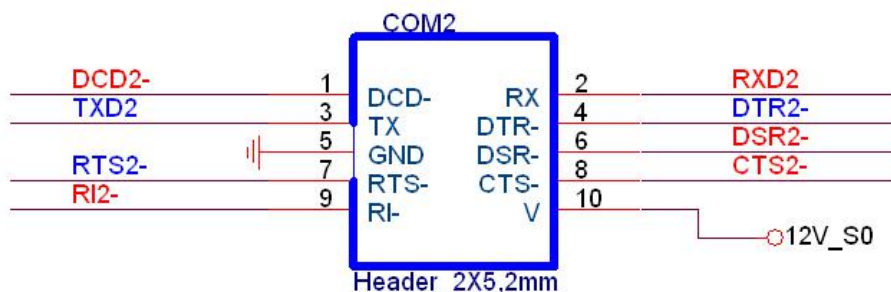 COM2
DCD2- 1 DCD- RX 2 RXD2
TXD2 3 TX DTR- 4 DTR2-
5 GND DSR- 6 DSR2-
RTS2- 7 RTS- CTS- 8 CTS2-
RI2- 9 RI- V 10
12V_S0
Header 2X5,2mm